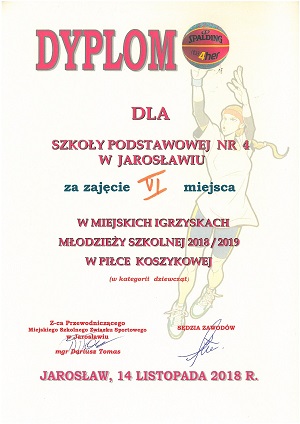 DYPLOM
SPALDING
4her
DLA
SZKOŁY PODSTAWOWEJ NR 4
W JAROSŁAWIU
za zajęcie VI miejsca
W MIEJSKICH IGRZYSKACH
MŁODZIEŻY SZKOLNEJ 2018/2019
W PIŁCE KOSZYKOWEJ
(w kategorii dziewcząt)
Z-ca Przewodniczącego
Miejskiego Szkolnego Związku Sportowego
w Jarosławiu
mgr Dariusz Tomas
SĘDZIA ZAWODÓW
JAROSŁAW, 14 LISTOPADA 2018 R.